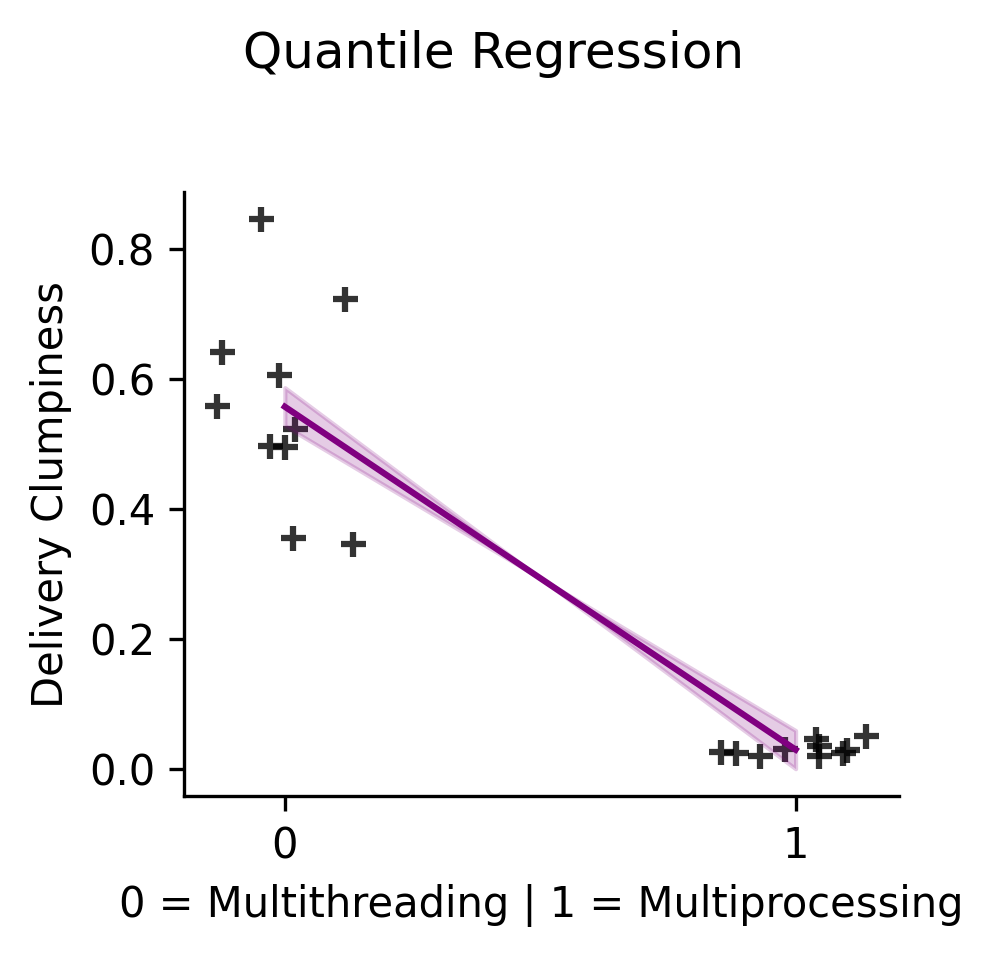 Quantile Regression
Delivery Clumpiness
0.8
0.6
0.4
0.2
0.0
0 1
0 = Multithreading | 1 = Multiprocessing